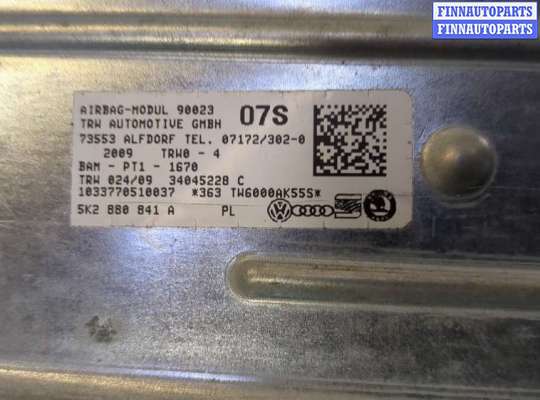 FINNAUTOPARTS
FINNAUTOPARTS
AIRBAG-MODUL 90023
TRW AUTOMOTIVE GMBH
07S
73553 ALFDORF TEL. 07172/302-0
2009 TRW0 - 4
BAM - PT1 - 1670
TRW 024/09 34045228 C
1033770510037 *363 TW6000AK55S*
5K2 880 841 A PL